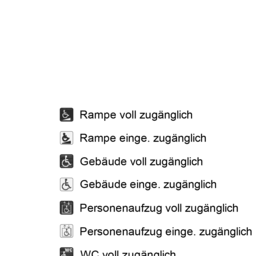 Rampe voll zugänglich
Rampe einge. zugänglich
Gebäude voll zugänglich
Gebäude einge. zugänglich
Personenaufzug voll zugänglich
Personenaufzug einge. zugänglich
WC voll zugänglich